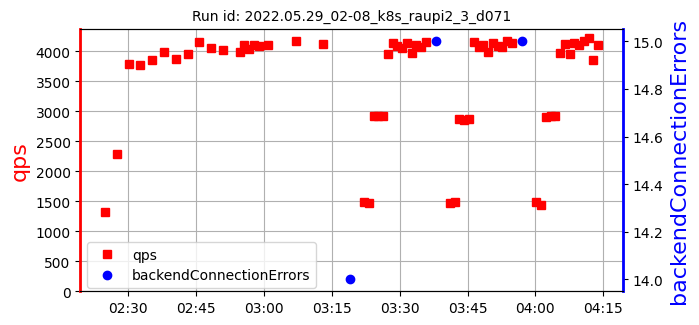 Run id: 2022.05.29_02-08_k8s_raupi2_3_d071
qps
4000
3500
3000
2500
2000
1500
1000
500
0
15.0
14.8
14.6
14.4
14.2
14.0
backendConnectionErrors
qps
backendConnectionErrors
02:30 02:45 03:00 03:15 03:30 03:45 04:00 04:15